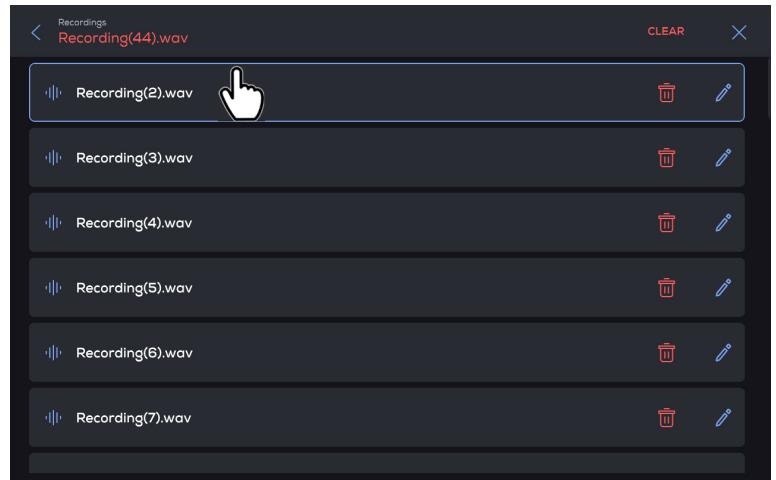 Recordings
Recording(44).wav
CLEAR
Recording(2).wav
Recording(3).wav
Recording(4).wav
Recording(5).wav
Recording(6).wav
Recording(7).wav